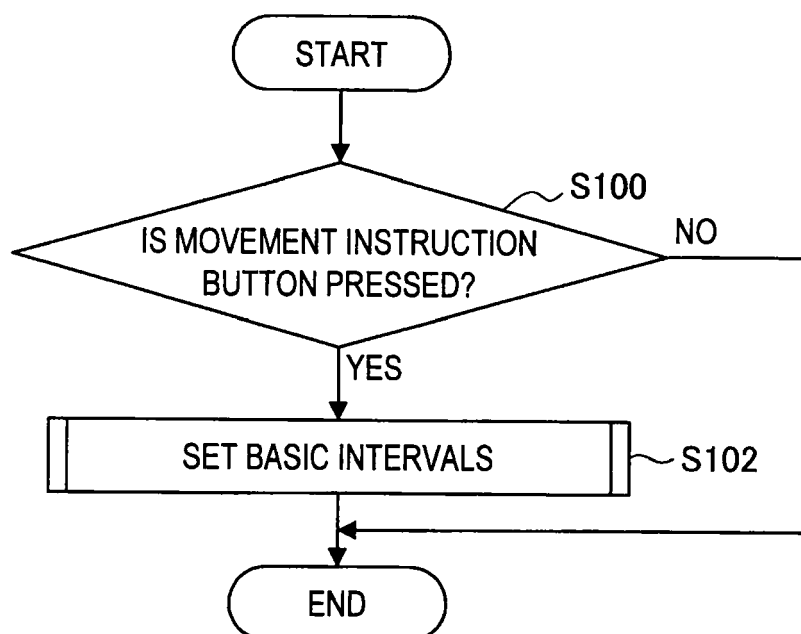 START
S100
IS MOVEMENT INSTRUCTION
BUTTON PRESSED?
NO
YES
SET BASIC INTERVALS
S102
END